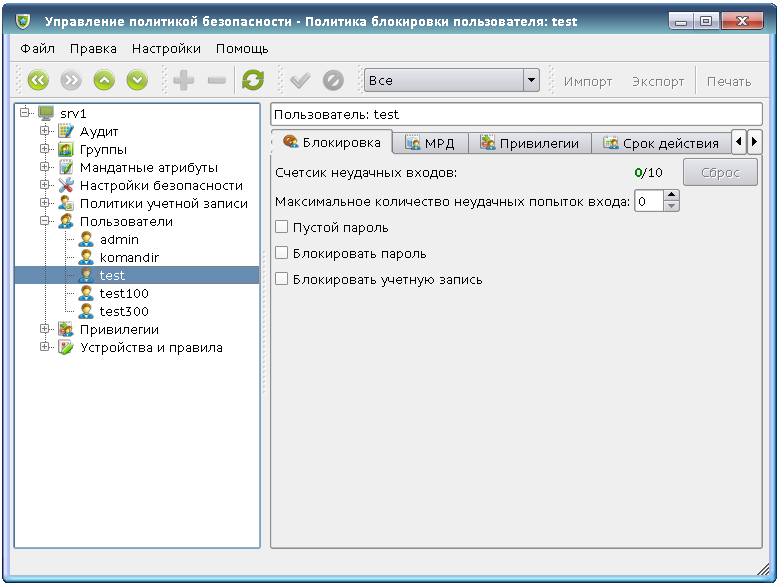 Управление политикой безопасности - Политика блокировки пользователя: test
Файл Правка Настройки Помощь
Все Импорт Экспорт Печать
srv1
Аудит
Группы
Мандатные атрибуты
Настройки безопасности
Политики учетной записи
Пользователи
admin
komandir
test
test100
test300
Привилегии
Устройства и правила
Пользователь: test
Блокировка МРД Привилегии Срок действия
Счетсик неудачных входов: 0/10 Сброс
Максимальное количество неудачных попыток входа: 0
Пустой пароль
Блокировать пароль
Блокировать учетную запись